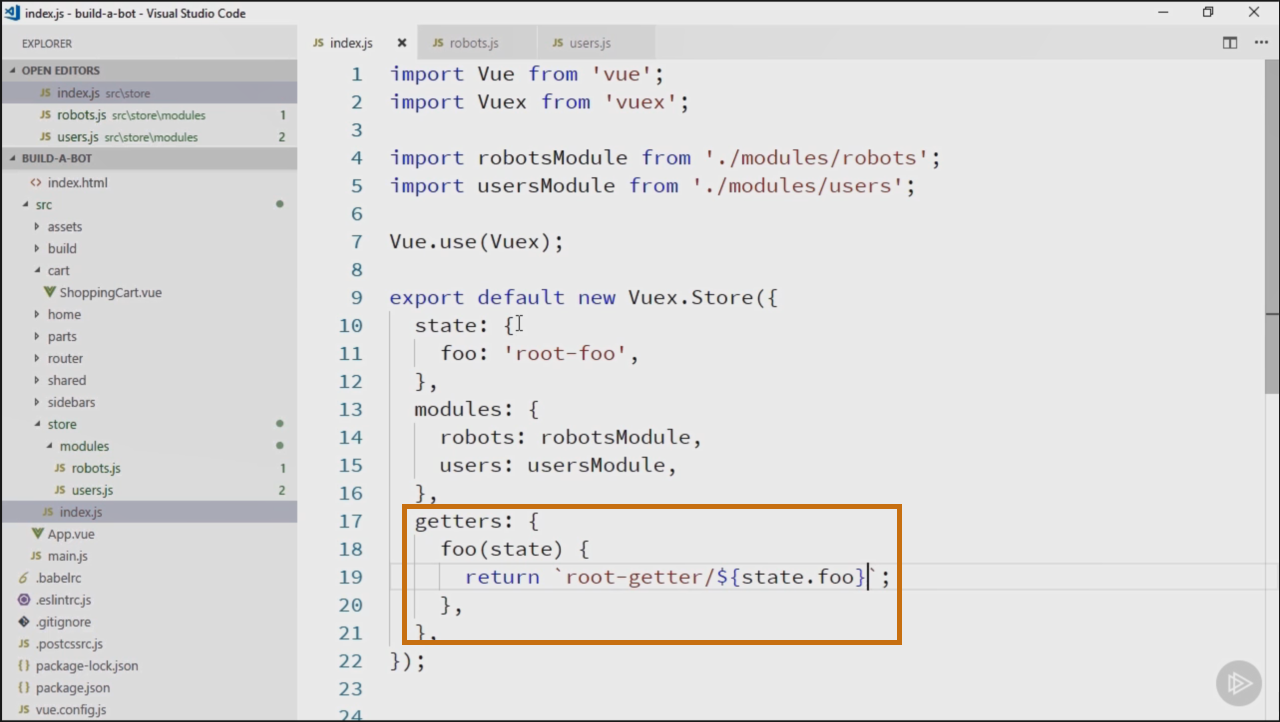 index.js - build-a-bot - Visual Studio Code
EXPLORER
OPEN EDITORS
JS index.js src\store
JS robots.js src\store\modules 1
JS users.js src\store\modules 2
BUILD-A-BOT
<> index.html
src
assets
build
cart
ShoppingCart.vue
home
parts
router
shared
sidebars
store
modules
JS robots.js 1
JS users.js 2
JS index.js
App.vue
JS main.js
.babelrc
.eslintrc.js
.gitignore
JS .postcssrc.js
{} package-lock.json
{} package.json
JS vue.config.js
JS index.js JS robots.js JS users.js
1 import Vue from 'vue';
2 import Vuex from 'vuex';
3
4 import robotsModule from './modules/robots';
5 import usersModule from './modules/users';
6
7 Vue.use(Vuex);
8
9 export default new Vuex.Store({
10 state: {
11 foo: 'root-foo',
12 },
13 modules: {
14 robots: robotsModule,
15 users: usersModule,
16 },
17 getters: {
18 foo(state) {
19 return `root-getter/${state.foo}`;
20 },
21 },
22 });
23
24